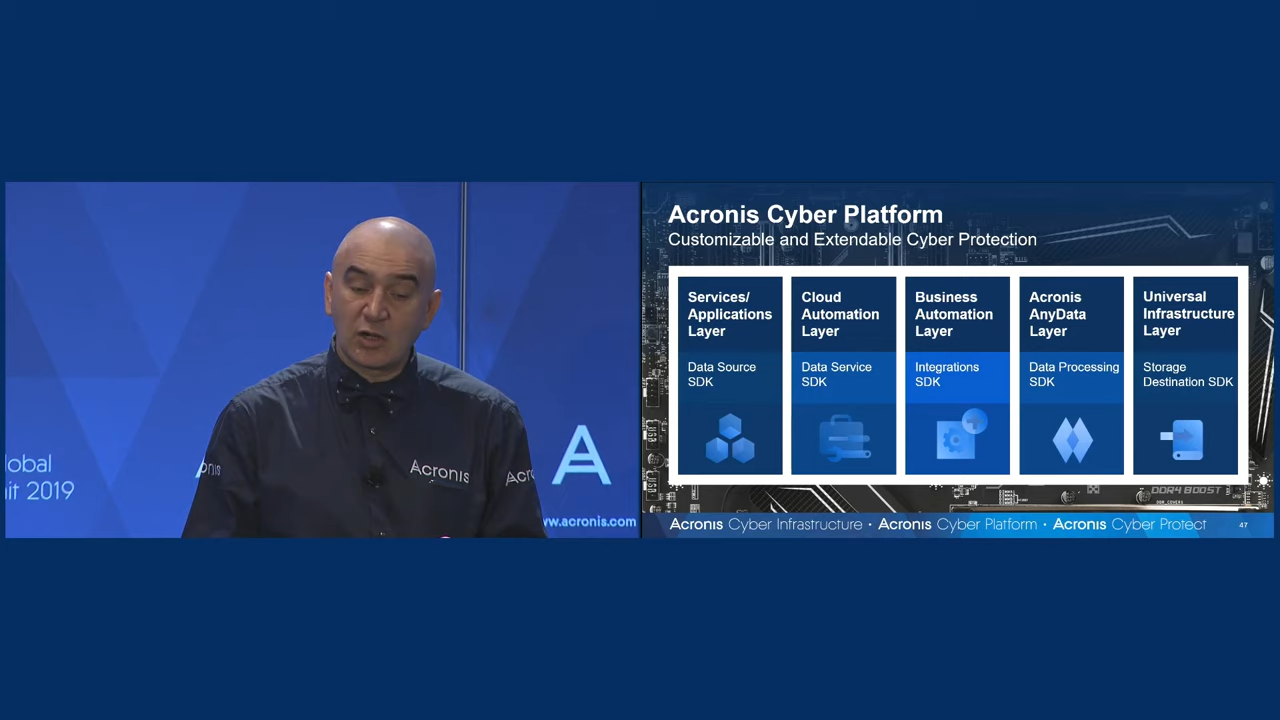 lobal
it 2019
onis
Acronis
Acr
www.acronis.com
Acronis Cyber Platform
Customizable and Extendable Cyber Protection
Services/
Applications
Layer
Data Source
SDK
Cloud
Automation
Layer
Data Service
SDK
Business
Automation
Layer
Integrations
SDK
Acronis
AnyData
Layer
Data Processing
SDK
Universal
Infrastructure
Layer
Storage
Destination SDK
DDR4 BOOST
Acronis Cyber Infrastructure · Acronis Cyber Platform · Acronis Cyber Protect
47